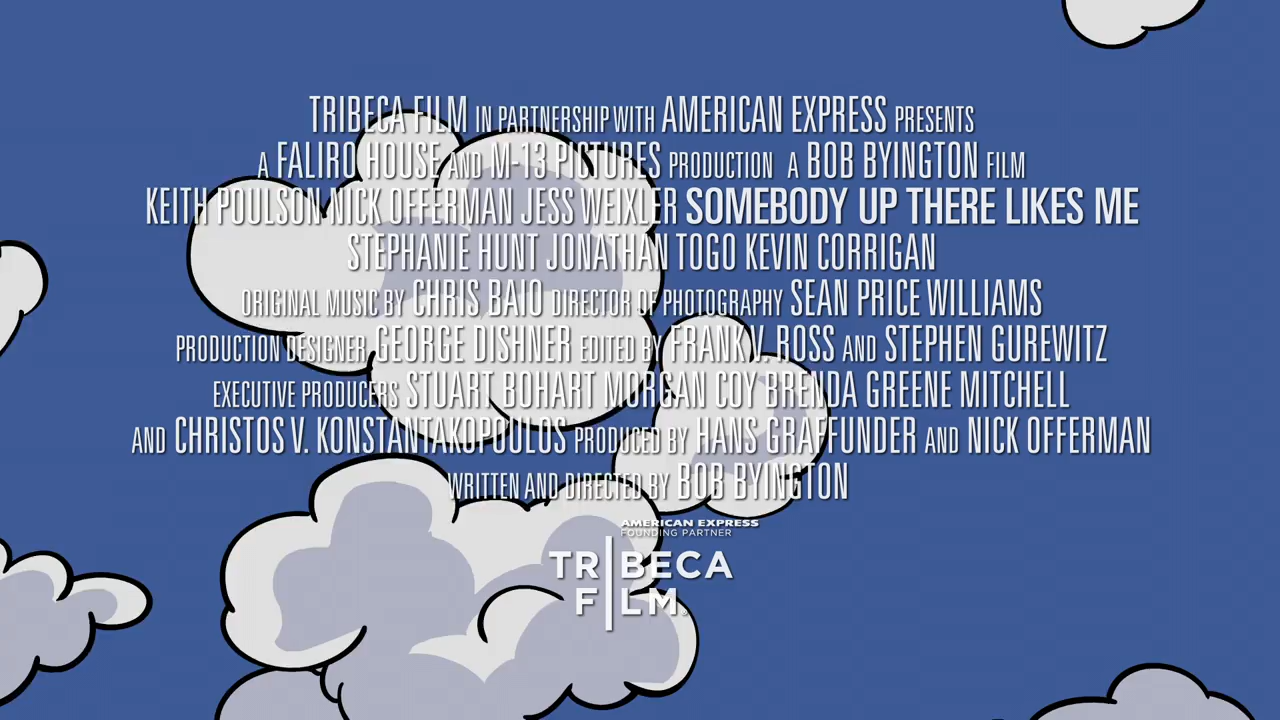 TRIBECA FILM IN PARTNERSHIP WITH AMERICAN EXPRESS PRESENTS
A FALIRO HOUSE AND M-13 PICTURES PRODUCTION A BOB BYINGTON FILM
KEITH POULSON NICK OFFERMAN JESS WEIXLER SOMEBODY UP THERE LIKES ME
STEPHANIE HUNT JONATHAN TOGO KEVIN CORRIGAN
ORIGINAL MUSIC BY CHRIS BAIO DIRECTOR OF PHOTOGRAPHY SEAN PRICE WILLIAMS
PRODUCTION DESIGNER GEORGE DISHNER EDITED BY FRANK V. ROSS AND STEPHEN GUREWITZ
EXECUTIVE PRODUCERS STUART BOHART MORGAN COY BRENDA GREENE MITCHELL
AND CHRISTOS V. KONSTANTAKOPOULOS PRODUCED BY HANS GRAFFUNDER AND NICK OFFERMAN
WRITTEN AND DIRECTED BY BOB BYINGTON
AMERICAN EXPRESS
FOUNDING PARTNER
TRIBECA
FILM